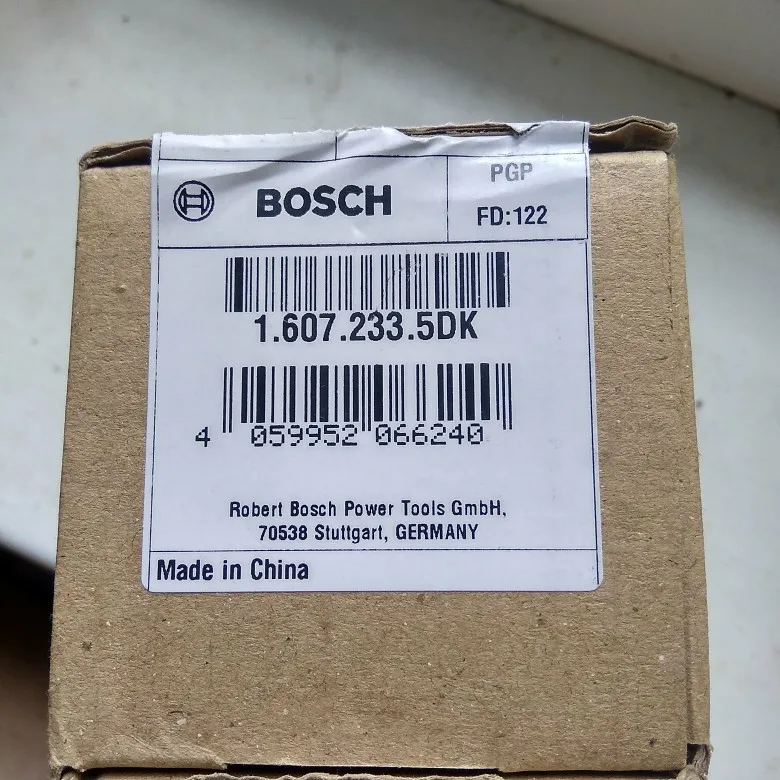 BOSCH
PGP
FD:122
1.607.233.5DK
4 059952 066240
Robert Bosch Power Tools GmbH,
70538 Stuttgart, GERMANY
Made in China